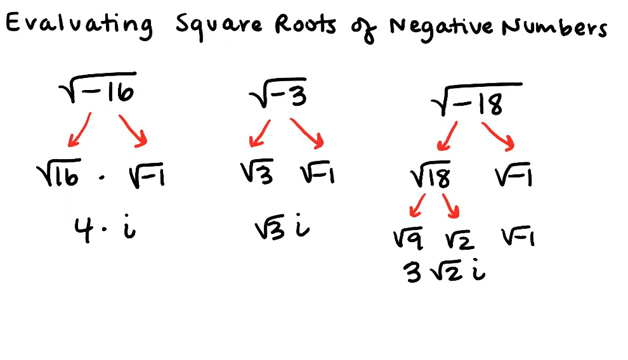 Evaluating Square Roots of Negative Numbers
√-16 √-3 √-18
√16 · √-1 √3 √-1 √18 √-1
4 · i √3 i √9 √2 √-1
3 √2 i